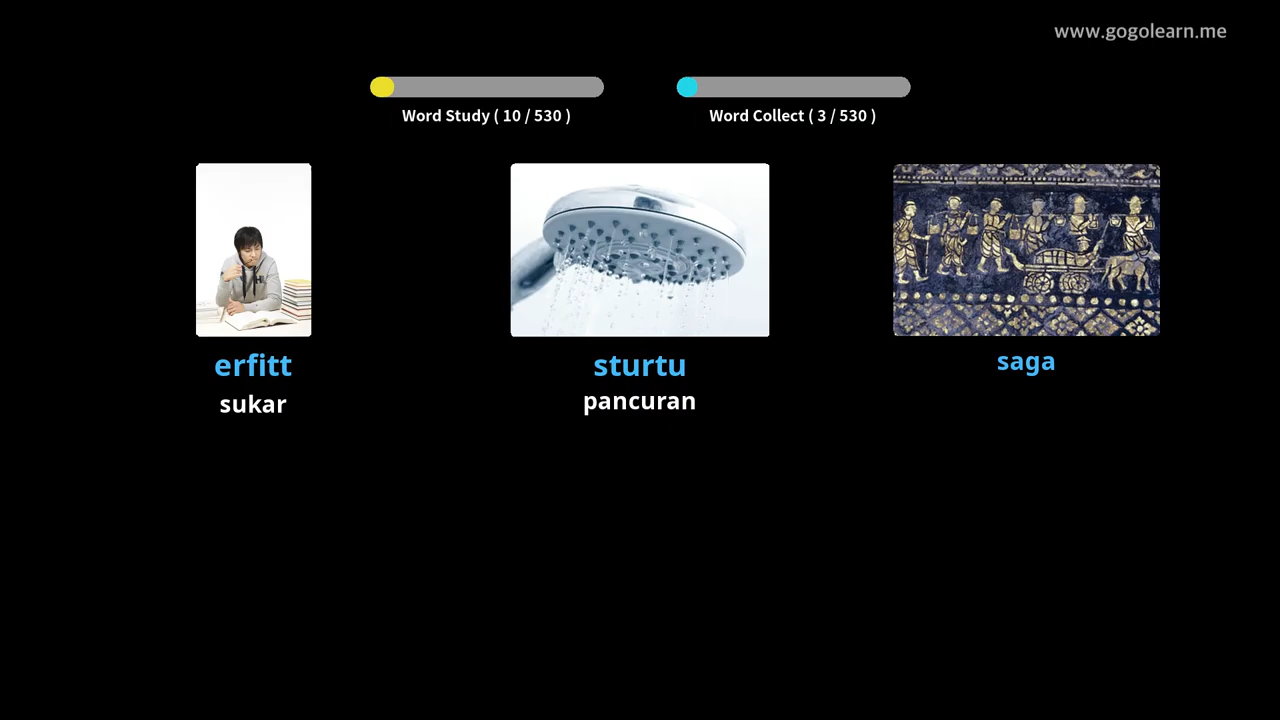 www.gogolearn.me
Word Study ( 10 / 530 )
Word Collect ( 3 / 530 )
erfitt
sukar
sturtu
pancuran
saga